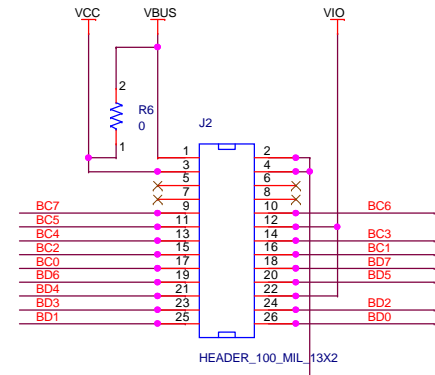 VCC VBUS VIO
2
R6
0
1
J2
1 2
3 4
5 6
7 8
BC7 9 10 BC6
BC5 11 12
BC4 13 14 BC3
BC2 15 16 BC1
BC0 17 18 BD7
BD6 19 20 BD5
BD4 21 22
BD3 23 24 BD2
BD1 25 26 BD0
HEADER_100_MIL_13X2